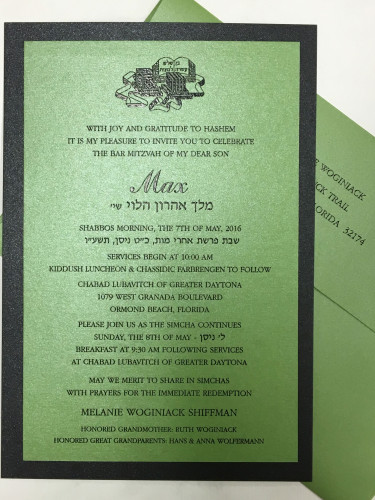 WITH JOY AND GRATITUDE TO HASHEM
IT IS MY PLEASURE TO INVITE YOU TO CELEBRATE
THE BAR MITZVAH OF MY DEAR SON
Max
מלך אהרון הלוי שי'
SHABBOS MORNING, THE 7TH OF MAY, 2016
שבת פרשת אחרי מות, כ״ט ניסן, תשע״ו
SERVICES BEGIN AT 10:00 AM
KIDDUSH LUNCHEON & CHASSIDIC FARBRENGEN TO FOLLOW
CHABAD LUBAVITCH OF GREATER DAYTONA
1079 WEST GRANADA BOULEVARD
ORMOND BEACH, FLORIDA
PLEASE JOIN US AS THE SIMCHA CONTINUES
SUNDAY, THE 8TH OF MAY - ל׳ ניסן
BREAKFAST AT 9:30 AM FOLLOWING SERVICES
AT CHABAD LUBAVITCH OF GREATER DAYTONA
MAY WE MERIT TO SHARE IN SIMCHAS
WITH PRAYERS FOR THE IMMEDIATE REDEMPTION
MELANIE WOGINIACK SHIFFMAN
HONORED GRANDMOTHER: RUTH WOGINIACK
HONORED GREAT GRANDPARENTS: HANS & ANNA WOLFERMANN
WOGINIACK
TRAIL
FLORIDA 32174